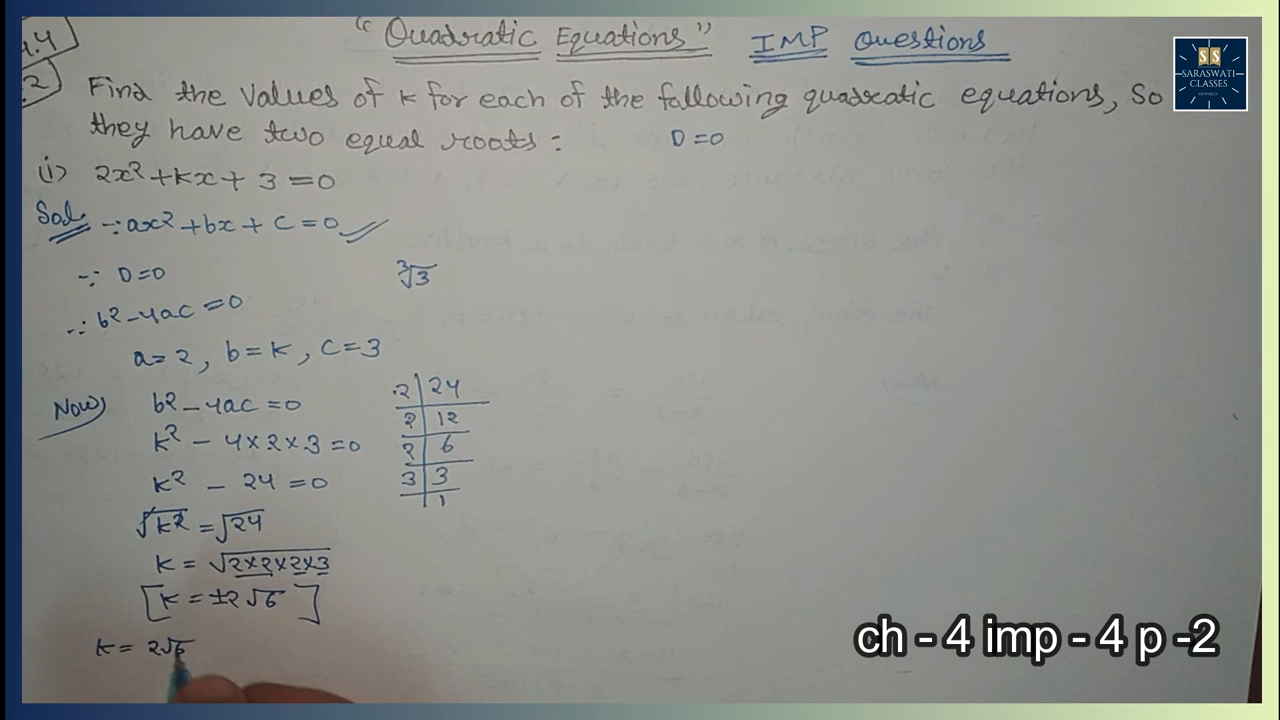 "Quadratic Equations" IMP Questions
4.4
2) Find the values of k for each of the following quadratic equations, So
they have two equal roots: D=0
(i) 2x²+kx+3=0
Sol ∵ax²+bx+c=0
∵ D=0
∛3
∵ b²-4ac=0
a=2, b=k, c=3
Now, b²-4ac=0
k²-4×2×3=0
k²-24=0
√k²=√24
k=√2×2×2×3
[k=±2√6]
k=2√6
2|24
2|12
2|6
3|3
1
SS
SARASWATI
CLASSES
ch - 4 imp - 4 p -2